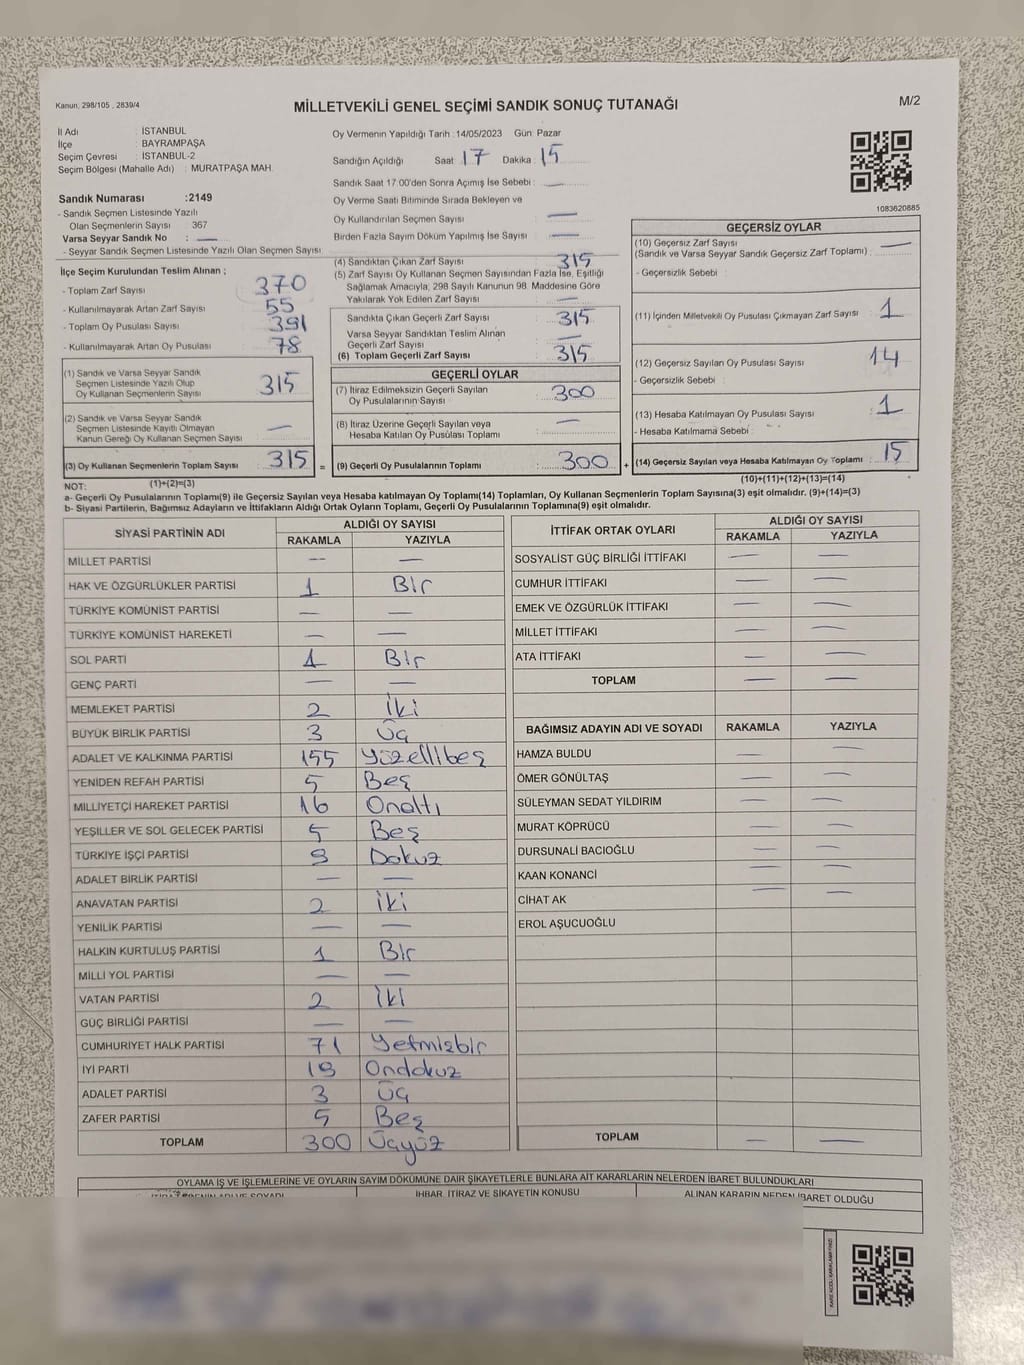 Kanun, 298/105 , 2839/4
MİLLETVEKİLİ GENEL SEÇİMİ SANDIK SONUÇ TUTANAĞI
M/2
İl Adı : İSTANBUL
İlçe : BAYRAMPAŞA
Seçim Çevresi : İSTANBUL-2
Seçim Bölgesi (Mahalle Adı) : MURATPAŞA MAH.
Oy Vermenin Yapıldığı Tarih :14/05/2023 Gün Pazar
Sandığın Açıldığı Saat 17 Dakika 15
Sandık Saat 17:00'den Sonra Açımış İse Sebebi : —
Oy Verme Saati Bitiminde Sırada Bekleyen ve
Oy Kullandırılan Seçmen Sayısı : —
Birden Fazla Sayım Döküm Yapılmış İse Sayısı : —
1083620885
Sandık Numarası :2149
- Sandık Seçmen Listesinde Yazılı
Olan Seçmenlerin Sayısı 367
Varsa Seyyar Sandık No : —
- Seyyar Sandık Seçmen Listesinde Yazılı Olan Seçmen Sayısı
İlçe Seçim Kurulundan Teslim Alınan ;
- Toplam Zarf Sayısı : 370
- Kullanılmayarak Artan Zarf Sayısı : 55
- Toplam Oy Pusulası Sayısı : 391
- Kullanılmayarak Artan Oy Pusulası : 78
(1) Sandık ve Varsa Seyyar Sandık
Seçmen Listesinde Yazılı Olup
Oy Kullanan Seçmenlerin Sayısı : 315
(2) Sandık ve Varsa Seyyar Sandık
Seçmen Listesinde Kayıtlı Olmayan
Kanun Gereği Oy Kullanan Seçmen Sayısı : —
(3) Oy Kullanan Seçmenlerin Toplam Sayısı : 315 =
(1)+(2)=(3)
(4) Sandıktan Çıkan Zarf Sayısı : 315
(5) Zarf Sayısı Oy Kullanan Seçmen Sayısından Fazla İse, Eşitliği
Sağlamak Amacıyla; 298 Sayılı Kanunun 98. Maddesine Göre
Yakılarak Yok Edilen Zarf Sayısı : —
Sandıkta Çıkan Geçerli Zarf Sayısı : 315
Varsa Seyyar Sandıktan Teslim Alınan
Geçerli Zarf Sayısı : —
(6) Toplam Geçerli Zarf Sayısı : 315
GEÇERLİ OYLAR
(7) İtiraz Edilmeksizin Geçerli Sayılan
Oy Pusulalarının Sayısı : 300
(8) İtiraz Üzerine Geçerli Sayılan veya
Hesaba Katılan Oy Pusulası Toplamı : —
(9) Geçerli Oy Pusulalarının Toplamı : 300 +
GEÇERSİZ OYLAR
(10) Geçersiz Zarf Sayısı
(Sandık ve Varsa Seyyar Sandık Geçersiz Zarf Toplamı) : —
- Geçersizlik Sebebi :
(11) İçinden Milletvekili Oy Pusulası Çıkmayan Zarf Sayısı : 1
(12) Geçersiz Sayılan Oy Pusulası Sayısı : 14
- Geçersizlik Sebebi :
(13) Hesaba Katılmayan Oy Pusulası Sayısı : 1
- Hesaba Katılmama Sebebi :
(14) Geçersiz Sayılan veya Hesaba Katılmayan Oy Toplamı : 15
(10)+(11)+(12)+(13)=(14)
NOT:
a- Geçerli Oy Pusulalarının Toplamı(9) ile Geçersiz Sayılan veya Hesaba katılmayan Oy Toplamı(14) Toplamları, Oy Kullanan Seçmenlerin Toplam Sayısına(3) eşit olmalıdır. (9)+(14)=(3)
b- Siyasi Partilerin, Bağımsız Adayların ve İttifakların Aldığı Ortak Oyların Toplamı, Geçerli Oy Pusulalarının Toplamına(9) eşit olmalıdır.
SİYASİ PARTİNİN ADI ALDIĞI OY SAYISI
RAKAMLA YAZIYLA
MİLLET PARTİSİ — —
HAK VE ÖZGÜRLÜKLER PARTİSİ 1 Bir
TÜRKİYE KOMÜNİST PARTİSİ — —
TÜRKİYE KOMÜNİST HAREKETİ — —
SOL PARTİ 1 Bir
GENÇ PARTİ — —
MEMLEKET PARTİSİ 2 İki
BÜYÜK BİRLİK PARTİSİ 3 Üç
ADALET VE KALKINMA PARTİSİ 155 Yüzellibeş
YENİDEN REFAH PARTİSİ 5 Beş
MİLLİYETÇİ HAREKET PARTİSİ 16 Onaltı
YEŞİLLER VE SOL GELECEK PARTİSİ 5 Beş
TÜRKİYE İŞÇİ PARTİSİ 9 Dokuz
ADALET BİRLİK PARTİSİ — —
ANAVATAN PARTİSİ 2 İki
YENİLİK PARTİSİ — —
HALKIN KURTULUŞ PARTİSİ 1 Bir
MİLLİ YOL PARTİSİ — —
VATAN PARTİSİ 2 İki
GÜÇ BİRLİĞİ PARTİSİ — —
CUMHURİYET HALK PARTİSİ 71 Yetmişbir
İYİ PARTİ 19 Ondokuz
ADALET PARTİSİ 3 Üç
ZAFER PARTİSİ 5 Beş
TOPLAM 300 Üçyüz
İTTİFAK ORTAK OYLARI ALDIĞI OY SAYISI
RAKAMLA YAZIYLA
SOSYALİST GÜÇ BİRLİĞİ İTTİFAKI — —
CUMHUR İTTİFAKI — —
EMEK VE ÖZGÜRLÜK İTTİFAKI — —
MİLLET İTTİFAKI — —
ATA İTTİFAKI — —
TOPLAM — —
BAĞIMSIZ ADAYIN ADI VE SOYADI RAKAMLA YAZIYLA
HAMZA BULDU — —
ÖMER GÖNÜLTAŞ — —
SÜLEYMAN SEDAT YILDIRIM — —
MURAT KÖPRÜCÜ — —
DURSUNALİ BACIOĞLU — —
KAAN KONANCİ — —
CİHAT AK — —
EROL AŞUCUOĞLU
TOPLAM — —
OYLAMA İŞ VE İŞLEMLERİNE VE OYLARIN SAYIM DÖKÜMÜNE DAİR ŞİKAYETLERLE BUNLARA AİT KARARLARIN NELERDEN İBARET BULUNDUKLARI
İHBAR, İTİRAZ VE ŞİKAYETİN KONUSU ALINAN KARARIN NEDEN İBARET OLDUĞU